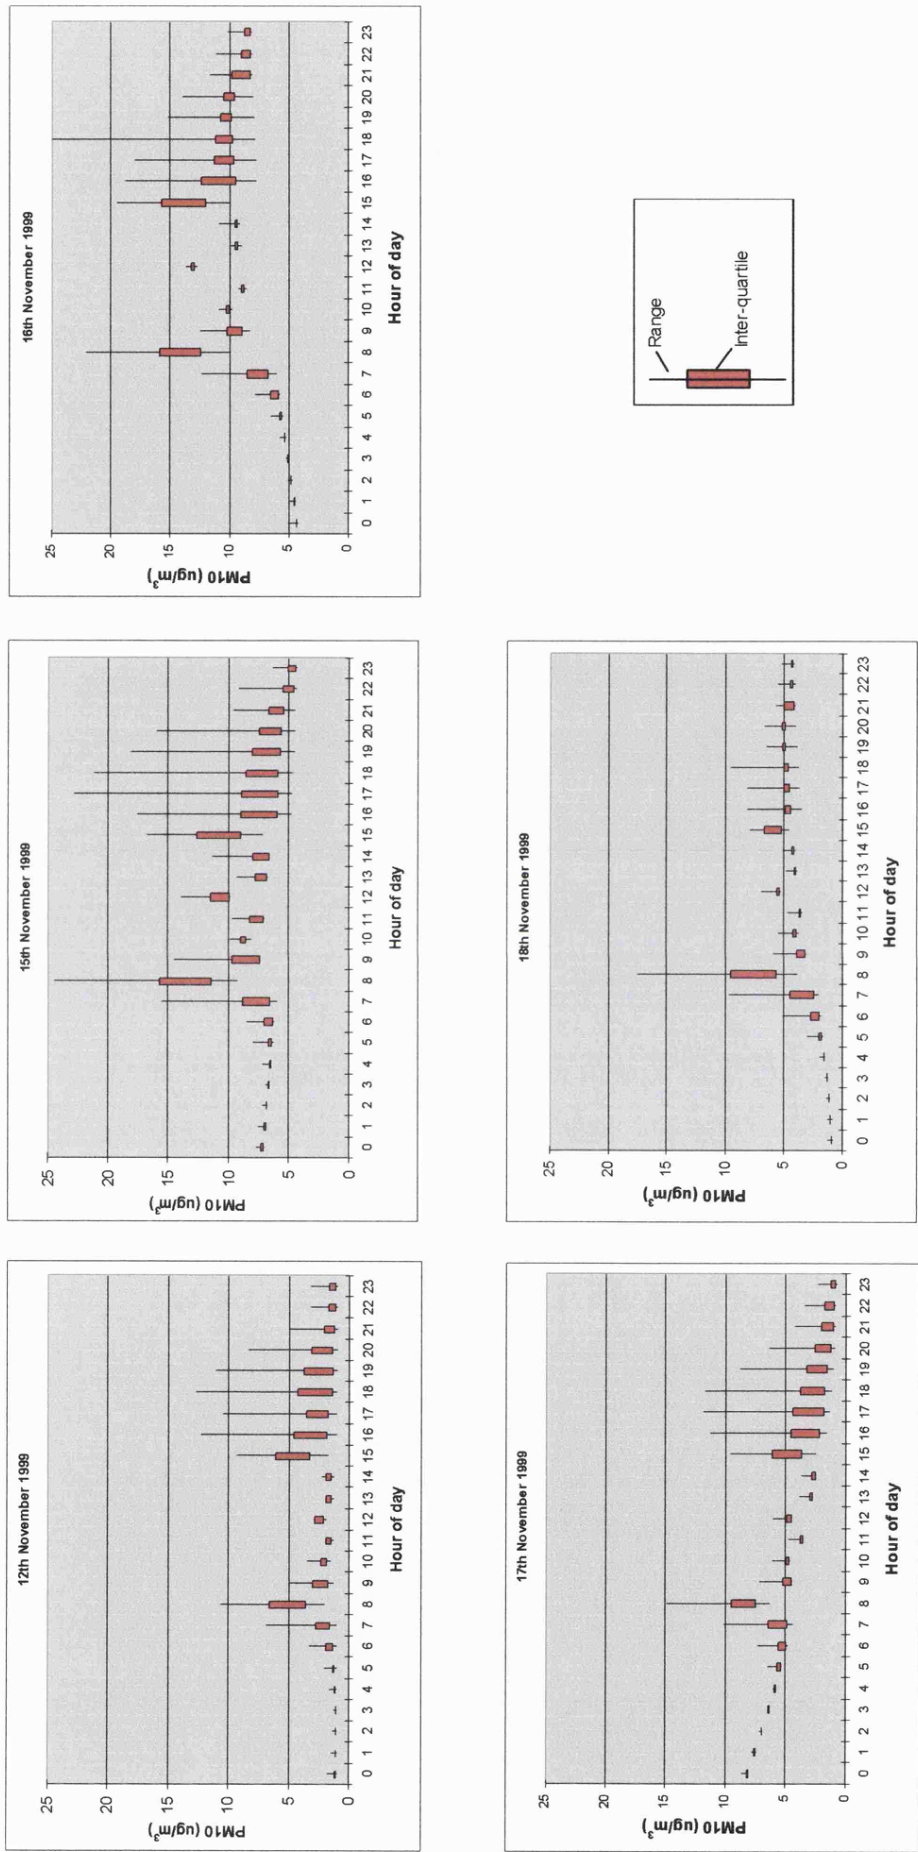 12th November 1999
PM10 (ug/m³)
25
20
15
10
5
0
0 1 2 3 4 5 6 7 8 9 10 11 12 13 14 15 16 17 18 19 20 21 22 23
Hour of day
15th November 1999
PM10 (ug/m³)
25
20
15
10
5
0
0 1 2 3 4 5 6 7 8 9 10 11 12 13 14 15 16 17 18 19 20 21 22 23
Hour of day
16th November 1999
PM10 (ug/m³)
25
20
15
10
5
0
0 1 2 3 4 5 6 7 8 9 10 11 12 13 14 15 16 17 18 19 20 21 22 23
Hour of day
17th November 1999
PM10 (ug/m³)
25
20
15
10
5
0
0 1 2 3 4 5 6 7 8 9 10 11 12 13 14 15 16 17 18 19 20 21 22 23
Hour of day
18th November 1999
PM10 (ug/m³)
25
20
15
10
5
0
0 1 2 3 4 5 6 7 8 9 10 11 12 13 14 15 16 17 18 19 20 21 22 23
Hour of day
Range
Inter-quartile